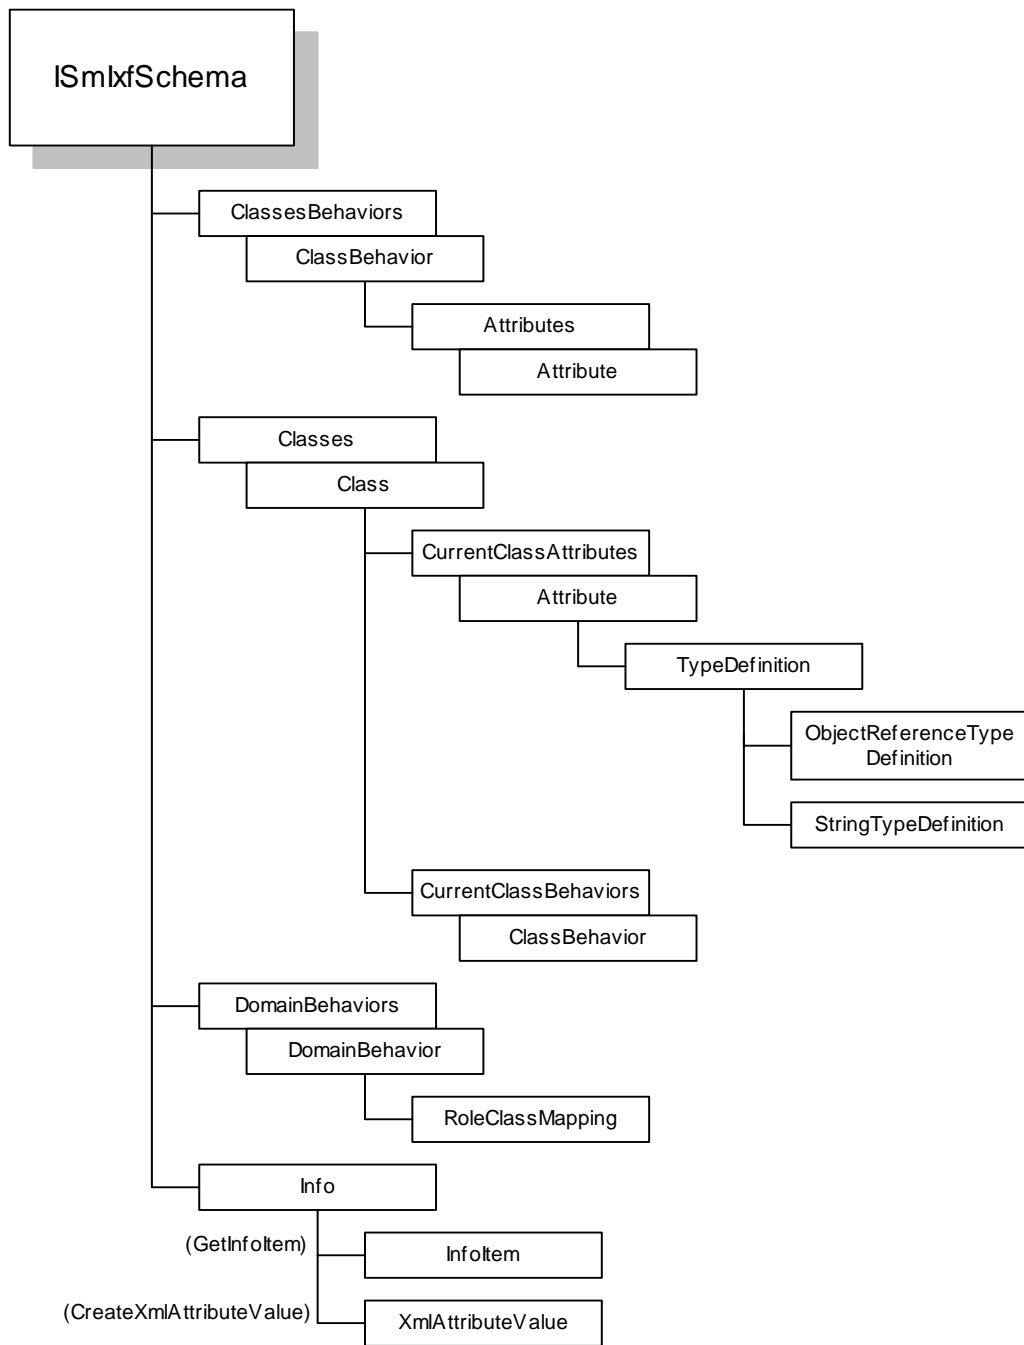 ISmIxfSchema
ClassesBehaviors
ClassBehavior
Attributes
Attribute
Classes
Class
CurrentClassAttributes
Attribute
TypeDefinition
ObjectReferenceType
Definition
StringTypeDefinition
CurrentClassBehaviors
ClassBehavior
DomainBehaviors
DomainBehavior
RoleClassMapping
Info
(GetInfoItem)
InfoItem
(CreateXmlAttributeValue)
XmlAttributeValue